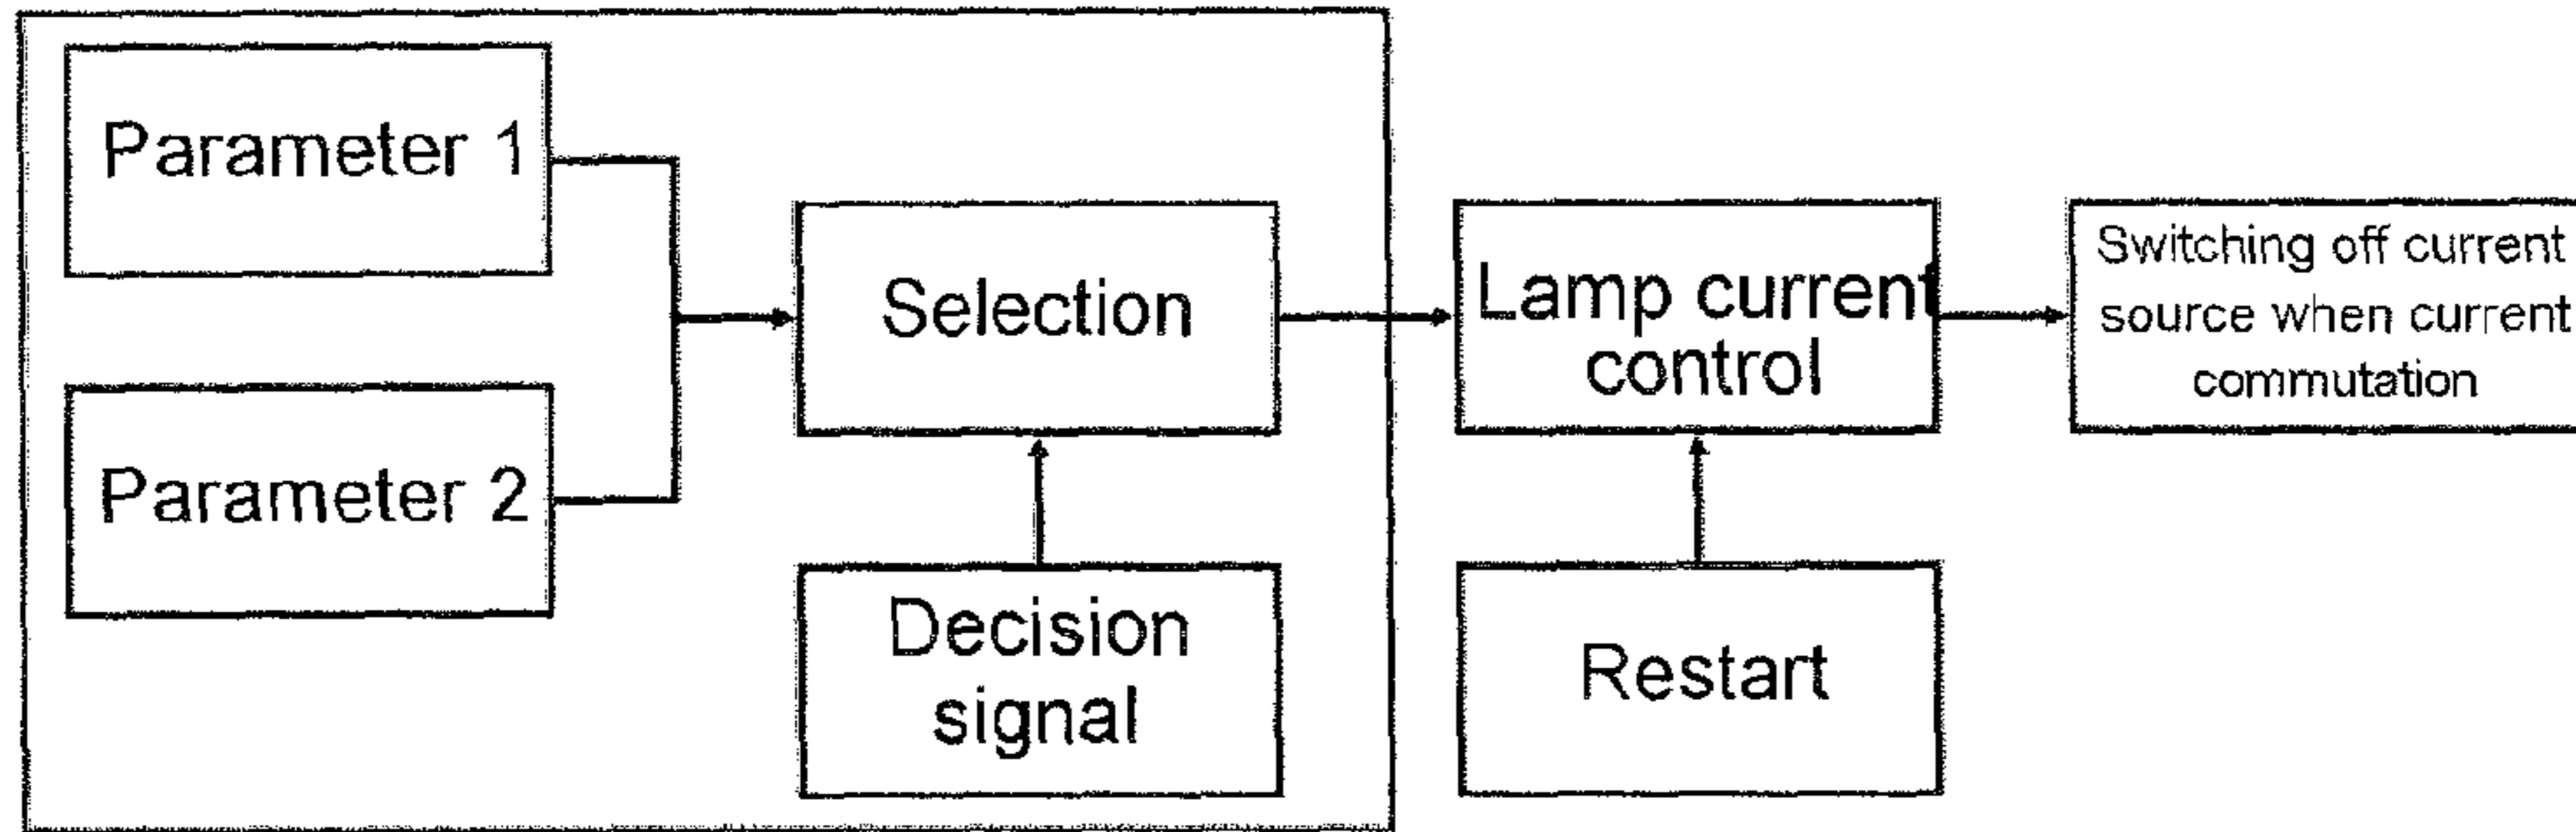 Parameter 1
Parameter 2
Selection
Decision
signal
Lamp current
control
Restart
Switching off current
source when current
commutation